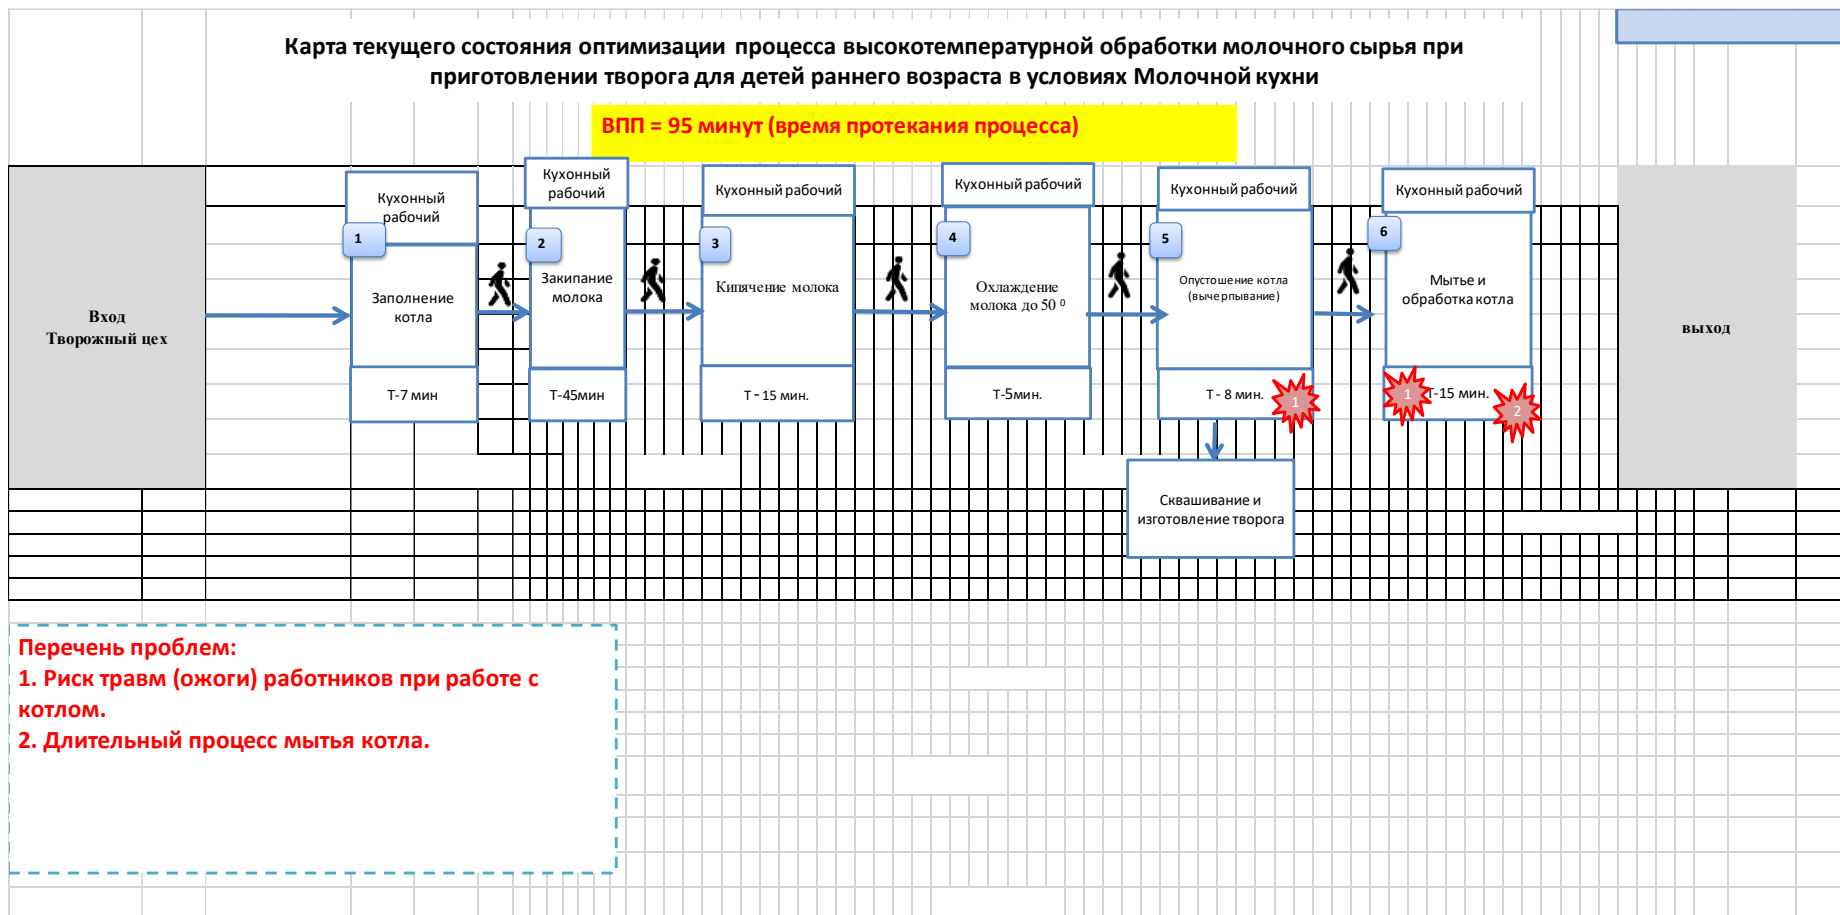 Карта текущего состояния оптимизации процесса высокотемпературной обработки молочного сырья при
приготовлении творога для детей раннего возраста в условиях Молочной кухни
ВПП = 95 минут (время протекания процесса)
Вход
Творожный цех
Кухонный
рабочий
1
Заполнение
котла
Т-7 мин
Кухонный
рабочий
2
Закипание
молока
Т-45мин
Кухонный рабочий
3
Кипячение молока
Т - 15 мин.
Кухонный рабочий
4
Охлаждение
молока до 50 ⁰
Т-5мин.
Кухонный рабочий
5
Опустошение котла
(вычерпывание)
Т - 8 мин.
1
Сквашивание и
изготовление творога
Кухонный рабочий
6
Мытье и
обработка котла
1
Т-15 мин.
2
выход
Перечень проблем:
1. Риск травм (ожоги) работников при работе с
котлом.
2. Длительный процесс мытья котла.